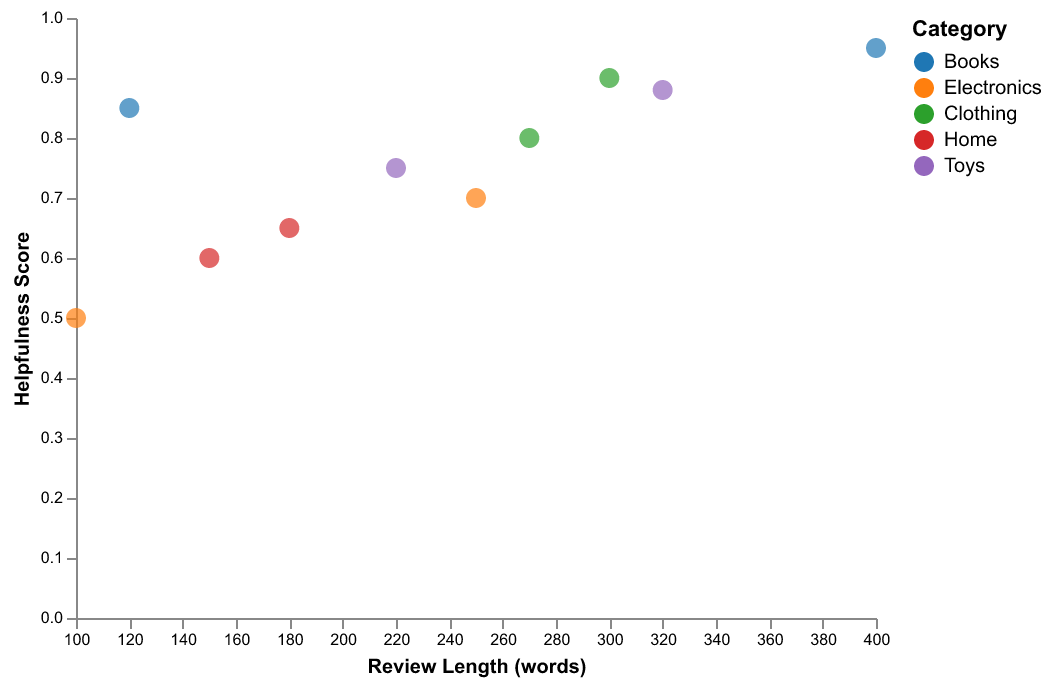 1.0
0.9
0.8
0.7
0.6
0.5
0.4
0.3
0.2
0.1
0.0
Helpfulness Score
100 120 140 160 180 200 220 240 260 280 300 320 340 360 380 400
Review Length (words)
Category
Books
Electronics
Clothing
Home
Toys